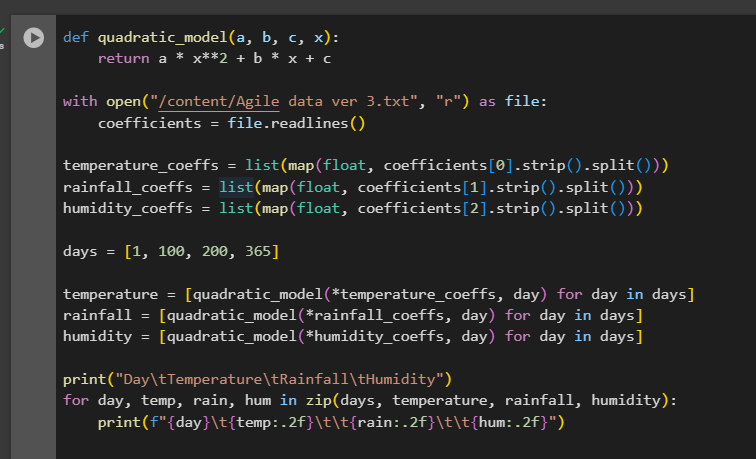 def quadratic_model(a, b, c, x):
    return a * x**2 + b * x + c
with open("/content/Agile data ver 3.txt", "r") as file:
    coefficients = file.readlines()
temperature_coeffs = list(map(float, coefficients[0].strip().split()))
rainfall_coeffs = list(map(float, coefficients[1].strip().split()))
humidity_coeffs = list(map(float, coefficients[2].strip().split()))
days = [1, 100, 200, 365]
temperature = [quadratic_model(*temperature_coeffs, day) for day in days]
rainfall = [quadratic_model(*rainfall_coeffs, day) for day in days]
humidity = [quadratic_model(*humidity_coeffs, day) for day in days]
print("Day\tTemperature\tRainfall\tHumidity")
for day, temp, rain, hum in zip(days, temperature, rainfall, humidity):
    print(f"{day}\t{temp:.2f}\t\t{rain:.2f}\t\t{hum:.2f}")